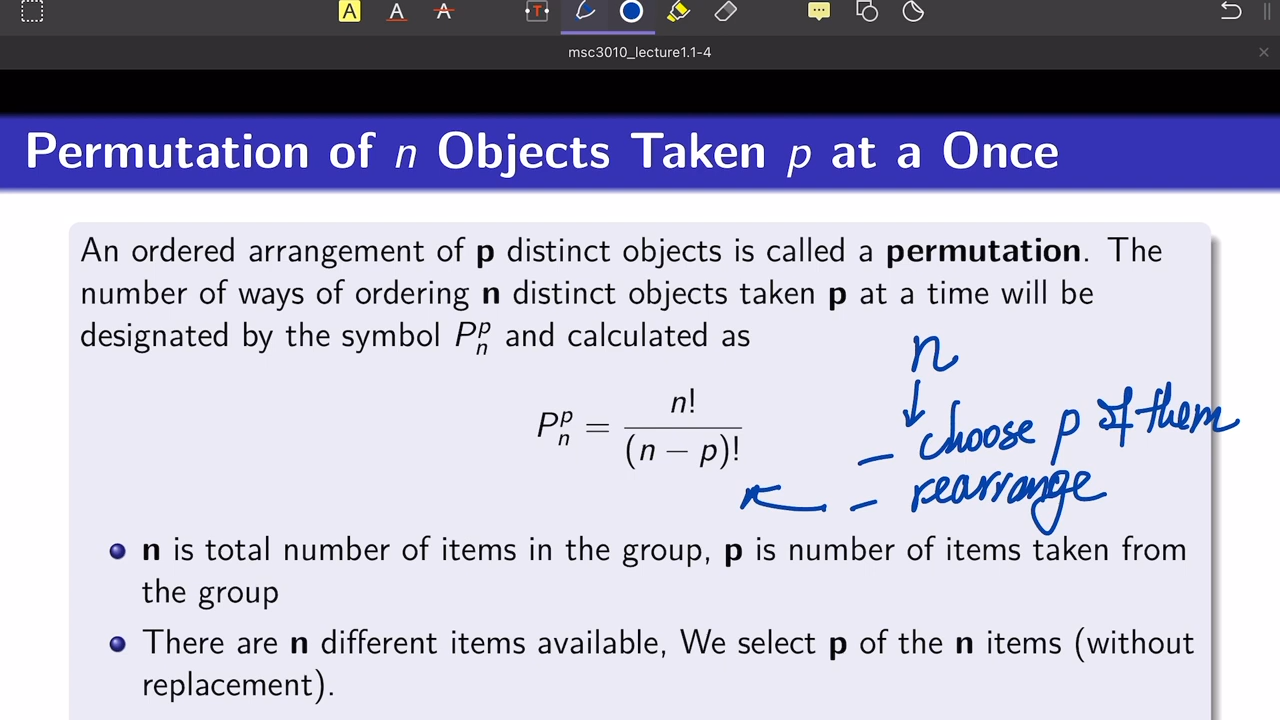 A A A T
msc3010_lecture1.1-4
Permutation of n Objects Taken p at a Once
An ordered arrangement of p distinct objects is called a permutation. The
number of ways of ordering n distinct objects taken p at a time will be
designated by the symbol Pₙᵖ and calculated as
Pₙᵖ = n! / (n − p)!
n
↓
– choose p of them
← – rearrange
n is total number of items in the group, p is number of items taken from
the group
There are n different items available, We select p of the n items (without
replacement).